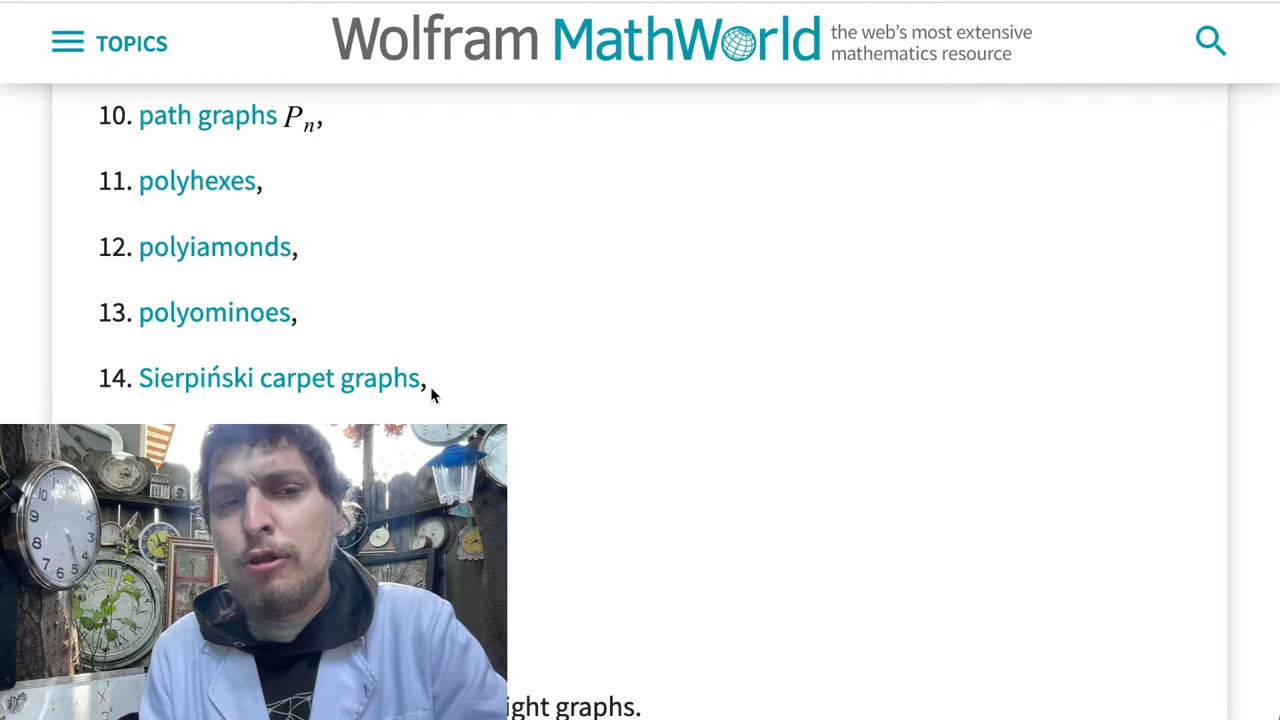 TOPICS
Wolfram MathWorld
the web's most extensive
mathematics resource
10. path graphs Pn,
11. polyhexes,
12. polyiamonds,
13. polyominoes,
14. Sierpiński carpet graphs,
ight graphs.